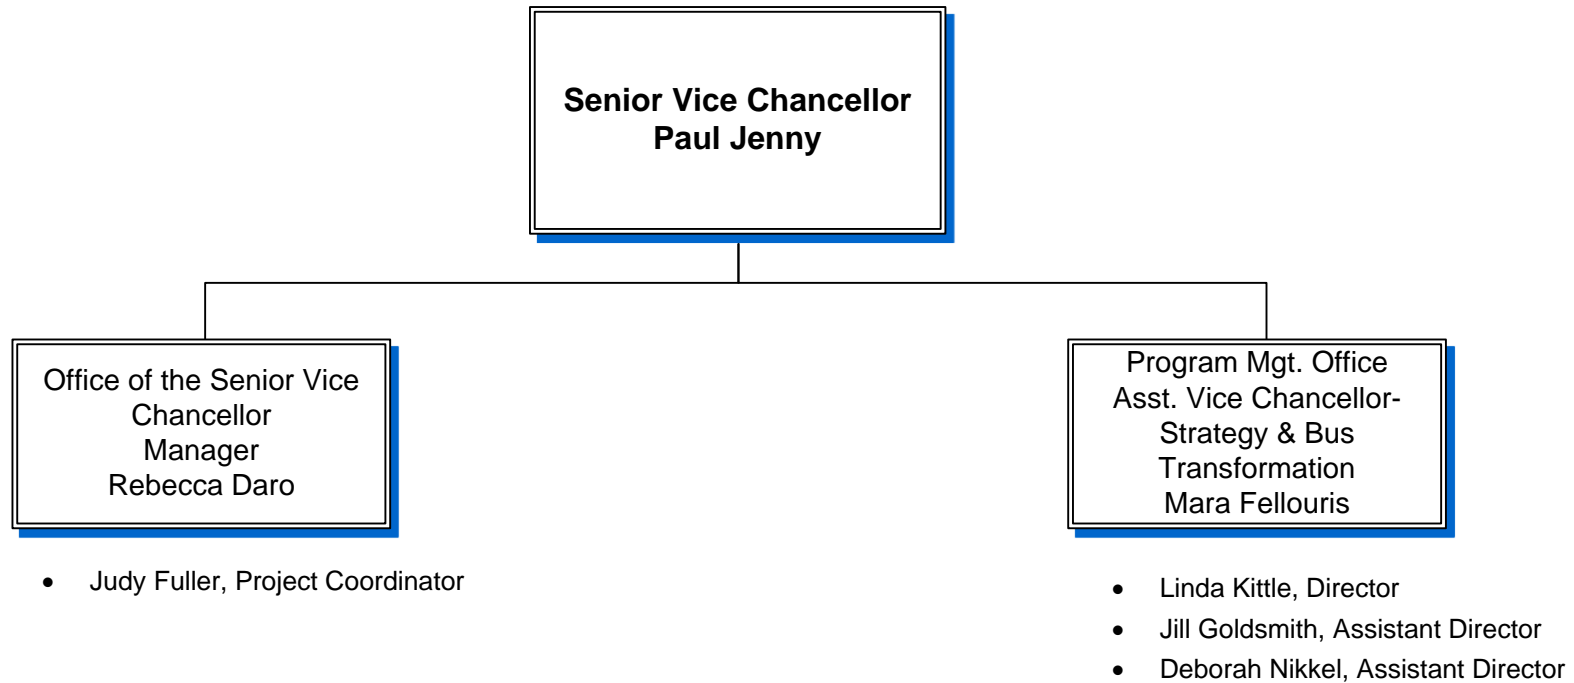 Senior Vice Chancellor
Paul Jenny
Office of the Senior Vice
Chancellor
Manager
Rebecca Daro
• Judy Fuller, Project Coordinator
Program Mgt. Office
Asst. Vice Chancellor-
Strategy & Bus
Transformation
Mara Fellouris
• Linda Kittle, Director
• Jill Goldsmith, Assistant Director
• Deborah Nikkel, Assistant Director